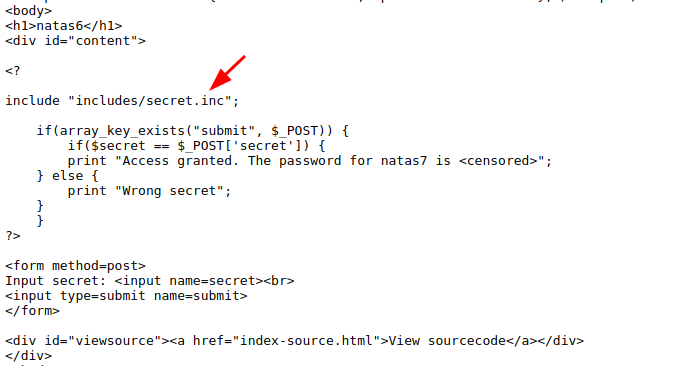 <body>
<h1>natas6</h1>
<div id="content">

<?

include "includes/secret.inc";

    if(array_key_exists("submit", $_POST)) {
        if($secret == $_POST['secret']) {
        print "Access granted. The password for natas7 is <censored>";
    } else {
        print "Wrong secret";
    }
    }
?>

<form method=post>
Input secret: <input name=secret><br>
<input type=submit name=submit>
</form>

<div id="viewsource"><a href="index-source.html">View sourcecode</a></div>
</div>